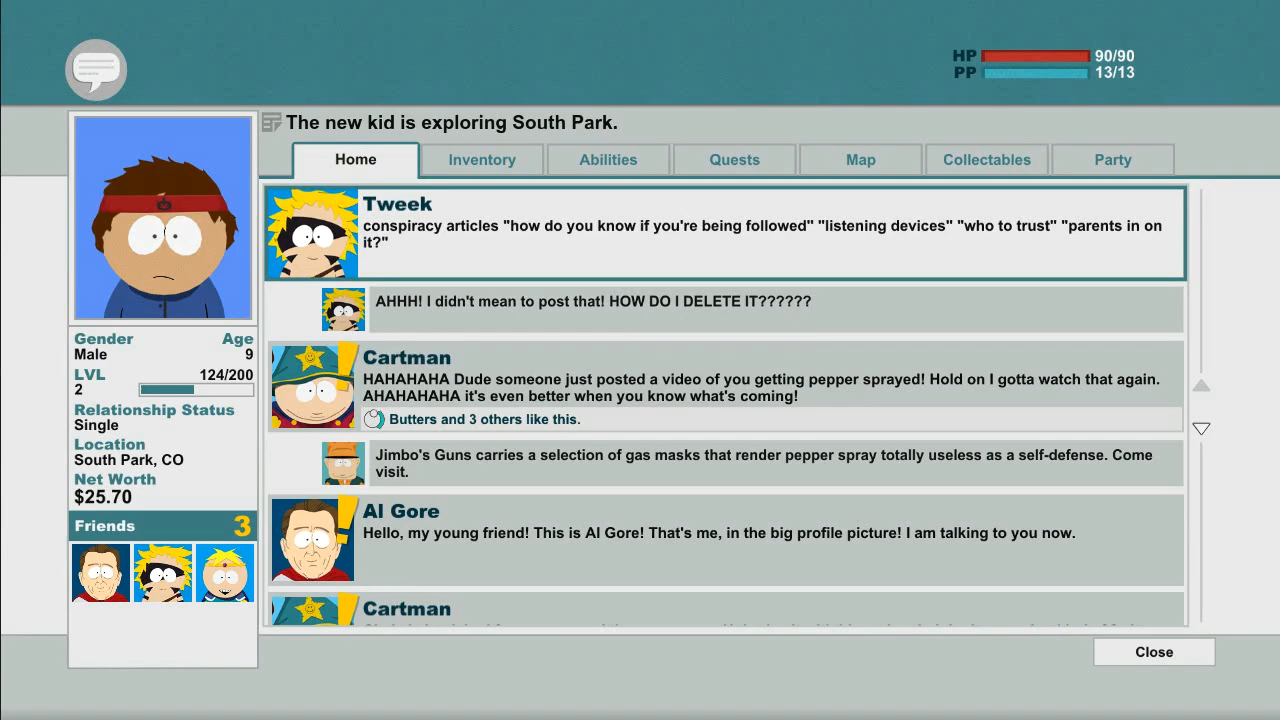 HP 90/90
PP 13/13
The new kid is exploring South Park.
Home Inventory Abilities Quests Map Collectables Party
Gender Age
Male 9
LVL 124/200
2
Relationship Status
Single
Location
South Park, CO
Net Worth
$25.70
Friends 3
Tweek
conspiracy articles "how do you know if you're being followed" "listening devices" "who to trust" "parents in on
it?"
AHHH! I didn't mean to post that! HOW DO I DELETE IT??????
Cartman
HAHAHAHA Dude someone just posted a video of you getting pepper sprayed! Hold on I gotta watch that again.
AHAHAHAHA it's even better when you know what's coming!
Butters and 3 others like this.
Jimbo's Guns carries a selection of gas masks that render pepper spray totally useless as a self-defense. Come
visit.
Al Gore
Hello, my young friend! This is Al Gore! That's me, in the big profile picture! I am talking to you now.
Cartman
Close